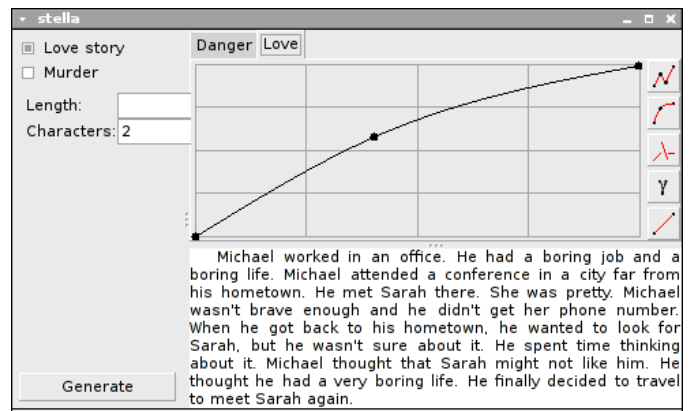 stella
Love story
Murder
Length:
Characters: 2
Generate
Danger Love
γ
Michael worked in an office. He had a boring job and a
boring life. Michael attended a conference in a city far from
his hometown. He met Sarah there. She was pretty. Michael
wasn't brave enough and he didn't get her phone number.
When he got back to his hometown, he wanted to look for
Sarah, but he wasn't sure about it. He spent time thinking
about it. Michael thought that Sarah might not like him. He
thought he had a very boring life. He finally decided to travel
to meet Sarah again.